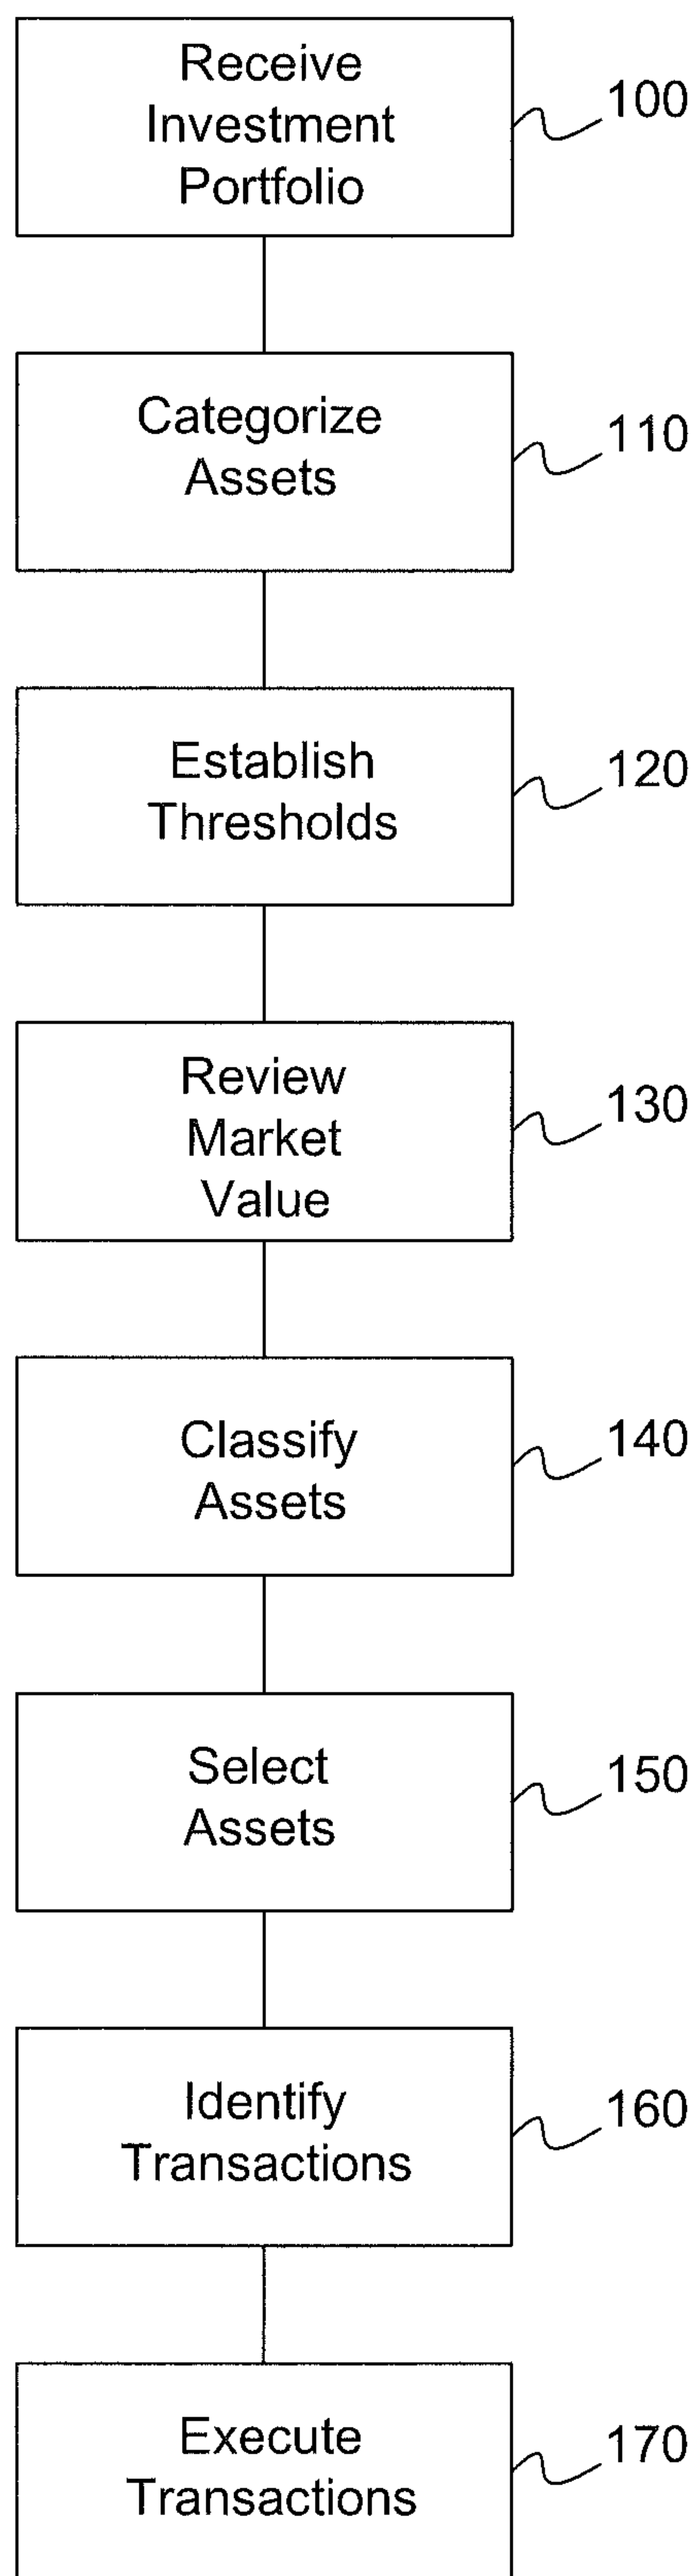 Receive
Investment
Portfolio
100
Categorize
Assets
110
Establish
Thresholds
120
Review
Market
Value
130
Classify
Assets
140
Select
Assets
150
Identify
Transactions
160
Execute
Transactions
170